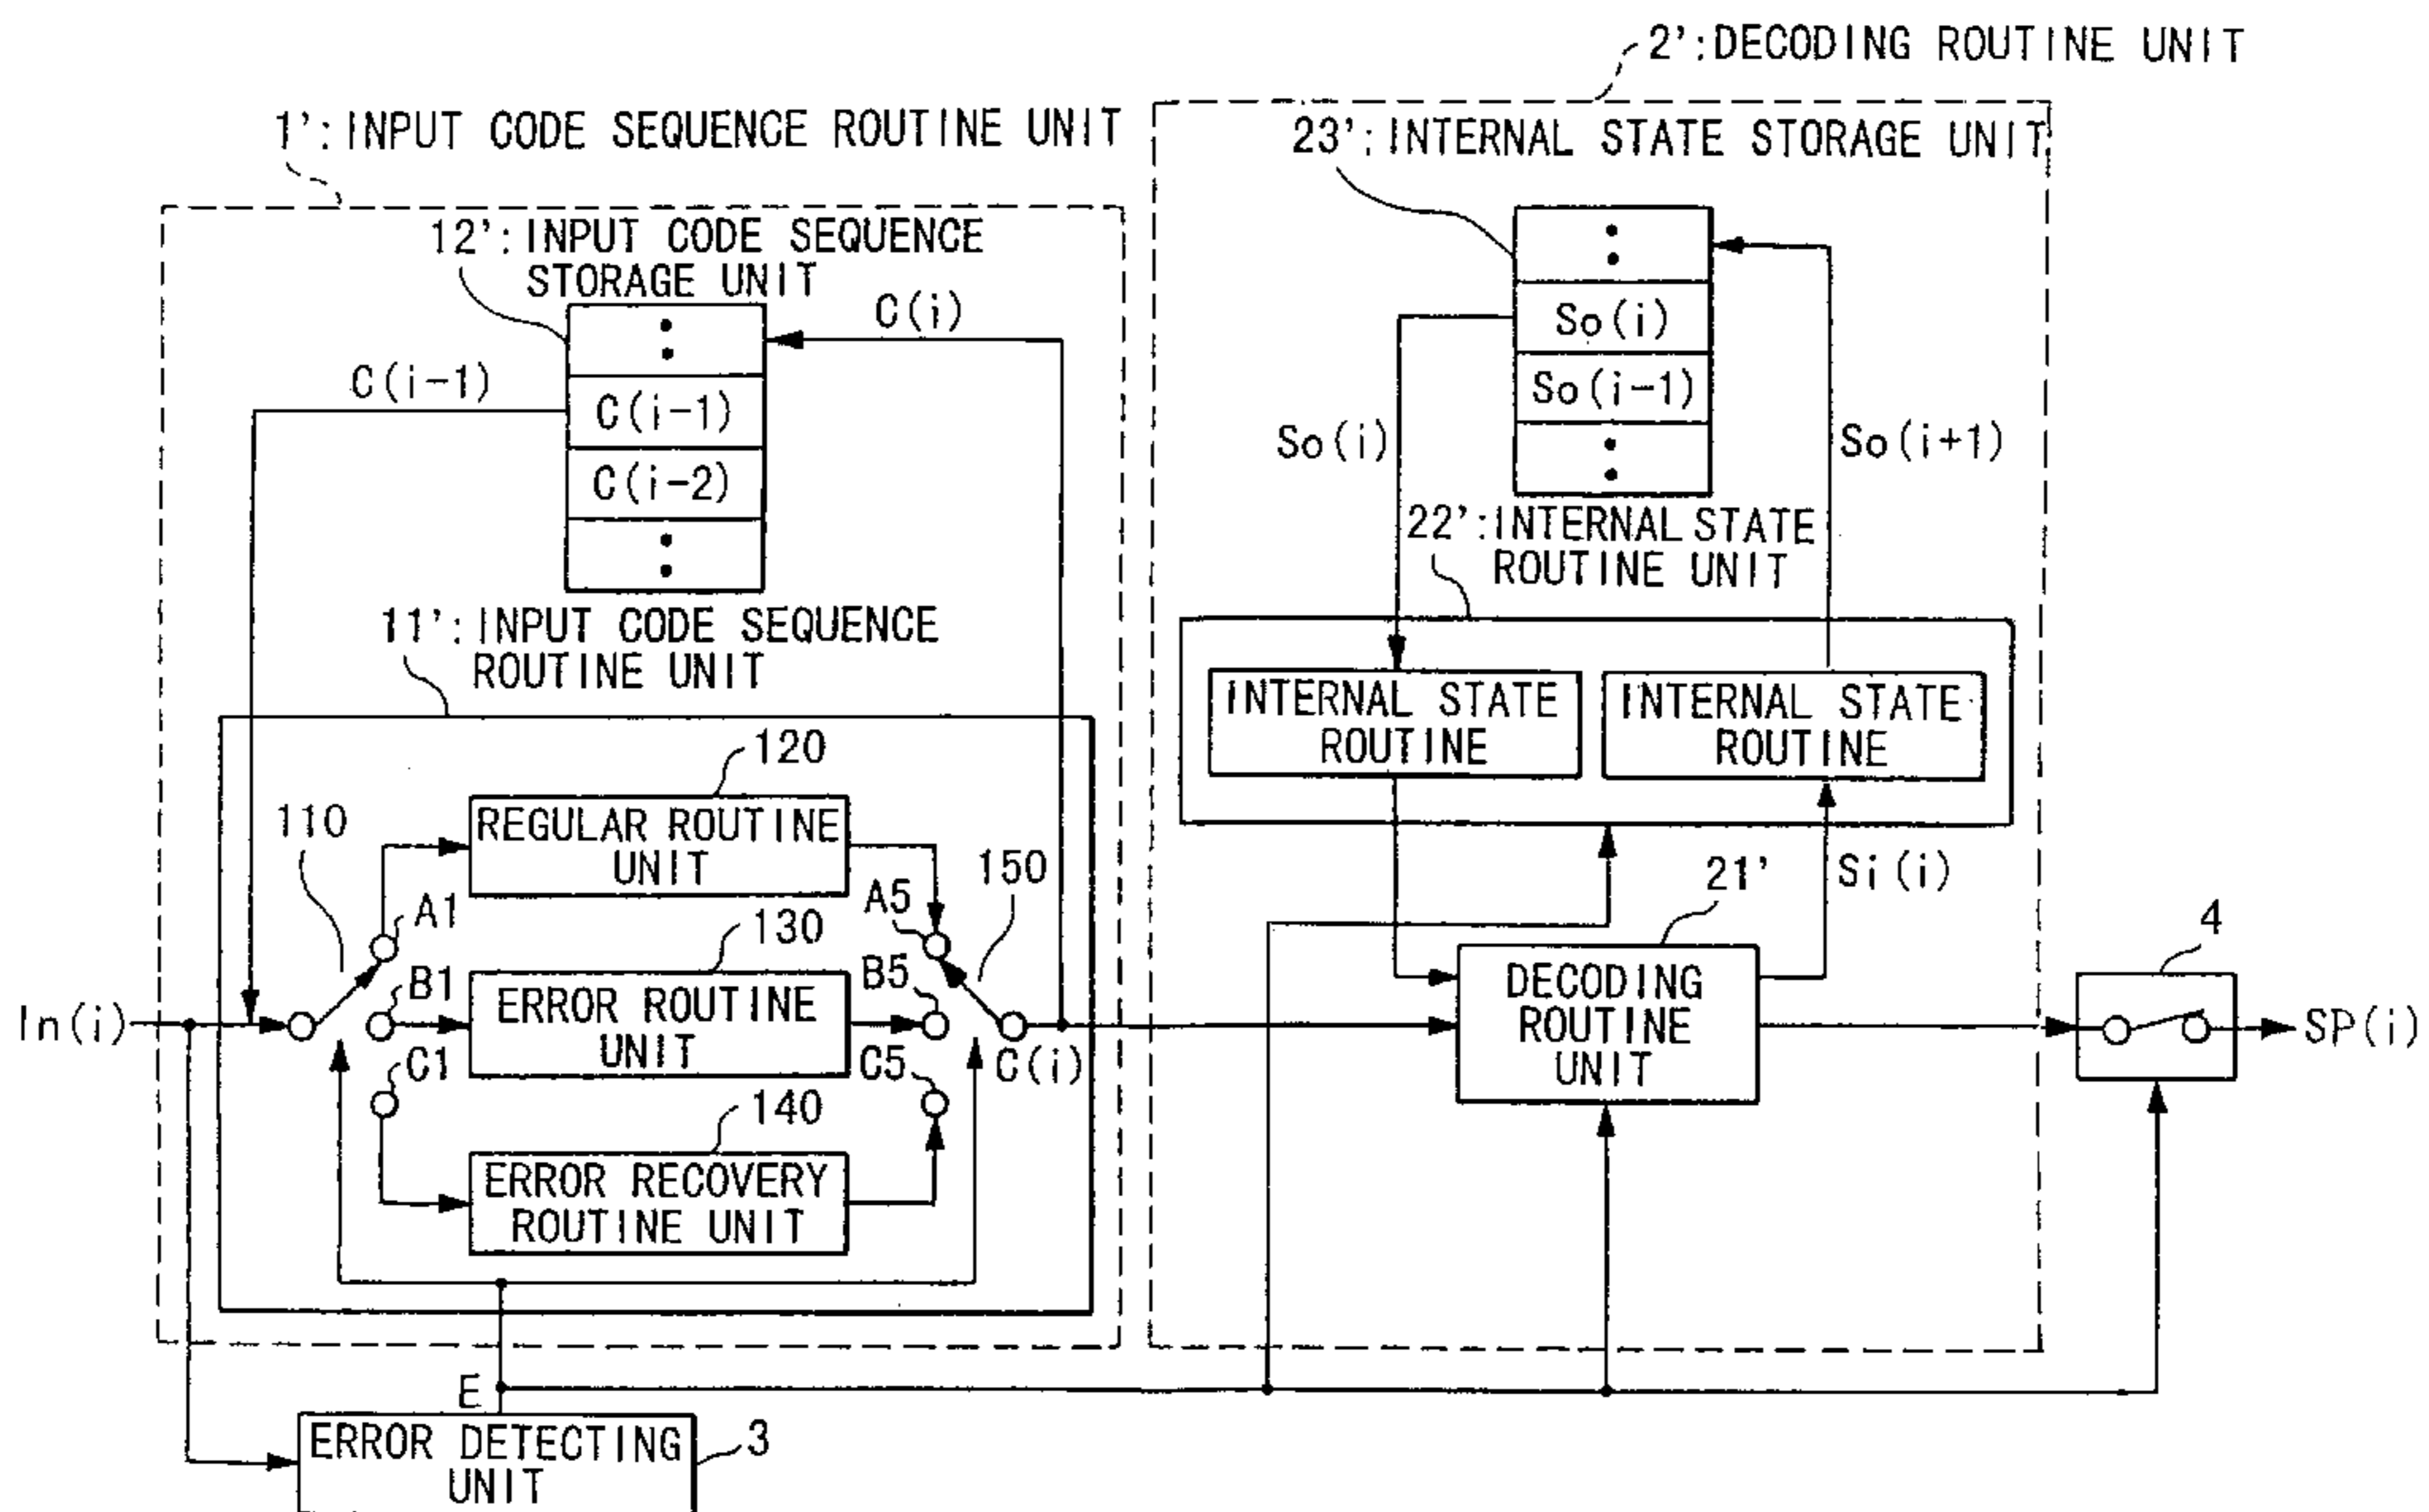 2':DECODING ROUTINE UNIT
1':INPUT CODE SEQUENCE ROUTINE UNIT
23':INTERNAL STATE STORAGE UNIT
12':INPUT CODE SEQUENCE
STORAGE UNIT
C(i)
C(i-1)
C(i-1)
C(i-2)
So(i)
So(i-1)
So(i)
So(i+1)
22':INTERNAL STATE
ROUTINE UNIT
11':INPUT CODE SEQUENCE
ROUTINE UNIT
INTERNAL STATE
ROUTINE
INTERNAL STATE
ROUTINE
120
110
REGULAR ROUTINE
UNIT
150
A1
A5
130
B1
B5
ERROR ROUTINE
UNIT
In(i)
C1
C5
C(i)
140
ERROR RECOVERY
ROUTINE UNIT
21'
Si(i)
DECODING
ROUTINE
UNIT
4
SP(i)
E
ERROR DETECTING
UNIT
3